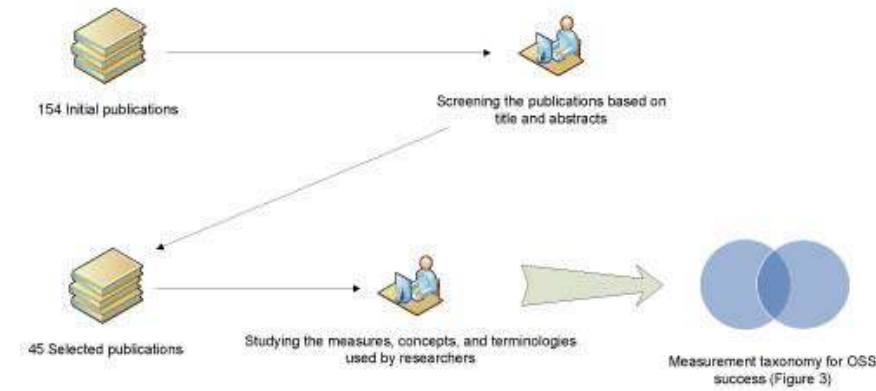 154 Initial publications
Screening the publications based on
title and abstracts
45 Selected publications
Studying the measures, concepts, and terminologies
used by researchers
Measurement taxonomy for OSS
success (Figure 3)